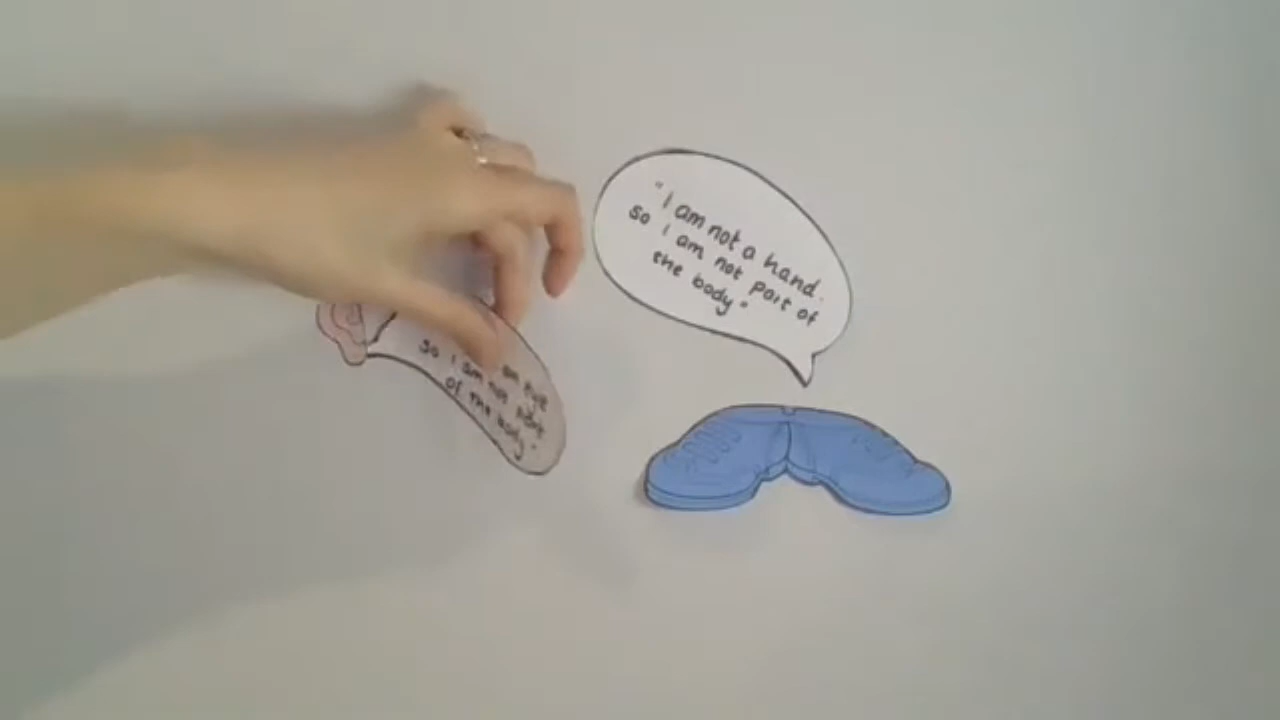 "I am not a hand.
so I am not part of
the body"
so I am not part
of the body"